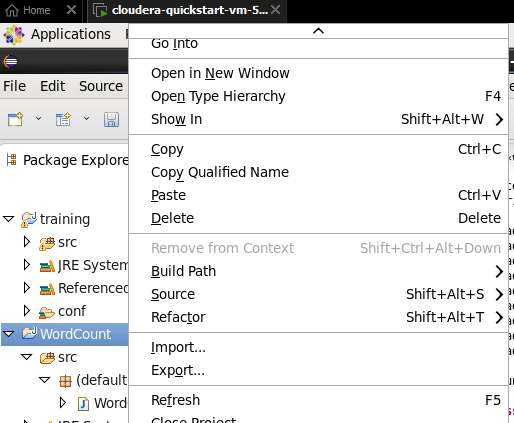 Home cloudera-quickstart-vm-5...
Applications
Go Into
Open in New Window
File Edit Source
Open Type Hierarchy F4
Show In Shift+Alt+W
Copy Ctrl+C
Package Explore
Copy Qualified Name
Paste Ctrl+V
training
Delete Delete
src
Remove from Context Shift+Ctrl+Alt+Down
JRE System
Build Path
Referenced
Source Shift+Alt+S
conf
Refactor Shift+Alt+T
WordCount
Import...
src
Export...
(default
Word
Refresh F5
JRE System
Close Project